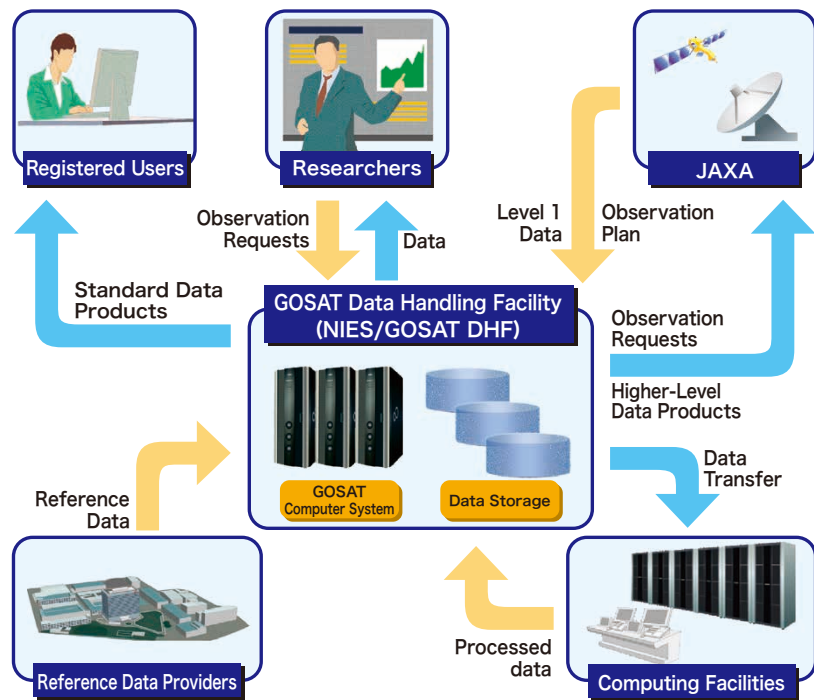 Registered Users
Researchers
JAXA
Observation
Requests
Data
Level 1
Data
Observation
Plan
Standard Data
Products
GOSAT Data Handling Facility
(NIES/GOSAT DHF)
Observation
Requests
Higher-Level
Data Products
GOSAT
Computer System
Data Storage
Data
Transfer
Reference
Data
Processed
data
Reference Data Providers
Computing Facilities